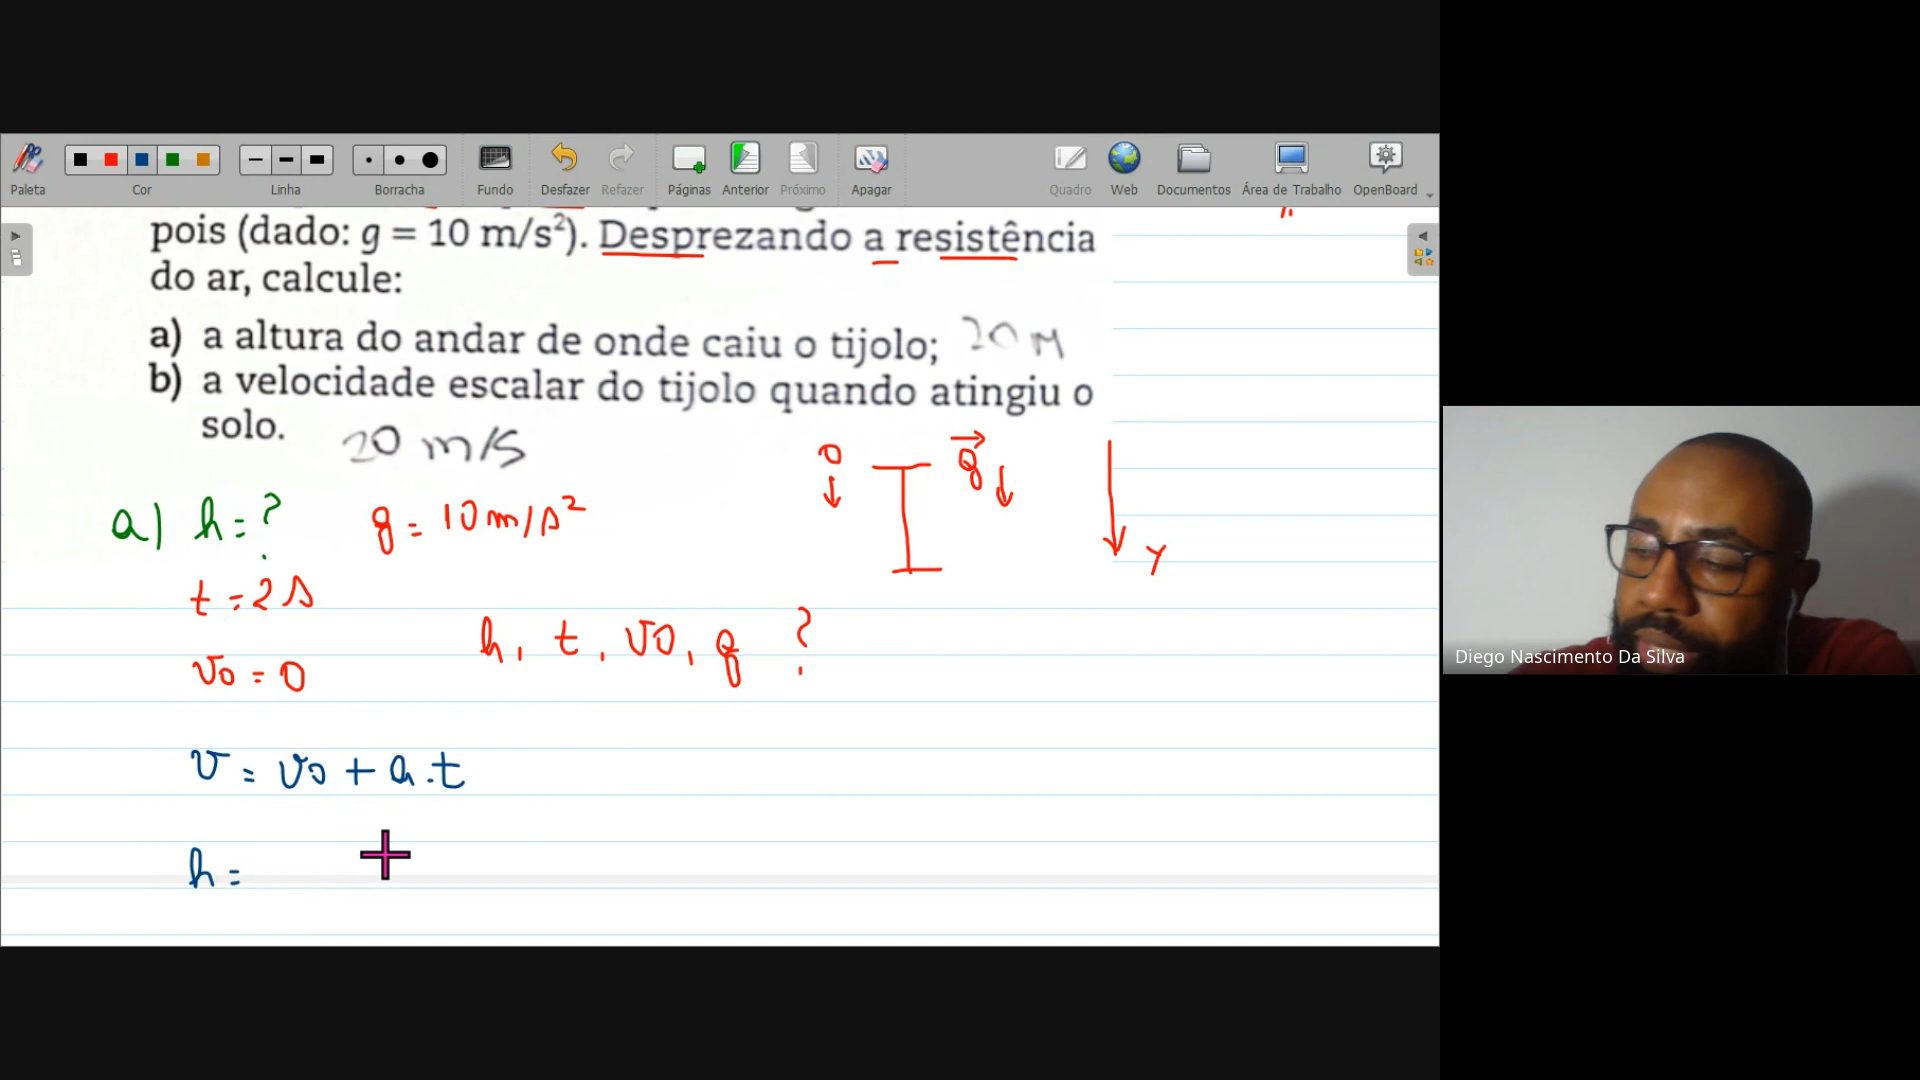 Paleta
Cor
Linha
Borracha
Fundo
Desfazer
Refazer
Páginas
Anterior
Próximo
Apagar
Quadro
Web
Documentos
Área de Trabalho
OpenBoard
pois (dado: g = 10 m/s²). Desprezando a resistência
do ar, calcule:
a) a altura do andar de onde caiu o tijolo; 20 M
b) a velocidade escalar do tijolo quando atingiu o
solo. 20 m/s
a) h = ? g = 10 m/s²
t = 2 s
v0 = 0
h, t, v0, g ?
0
g
Y
v = v0 + a.t
h =
Diego Nascimento Da Silva